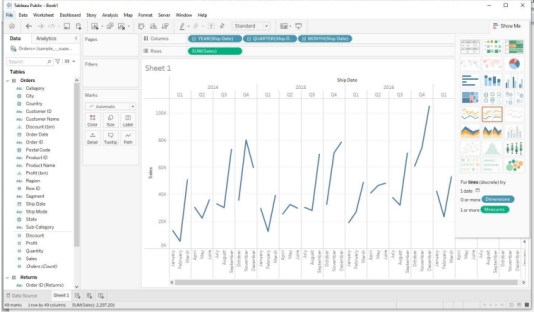 Tableau Public - Book1
File Data Worksheet Dashboard Story Analysis Map Format Server Window Help
Standard
Show Me
Data Analytics
Pages
Columns YEAR(Ship Date) QUARTER(Ship D.. MONTH(Ship Date)
Rows SUM(Sales)
Orders+ (sample_-_supe..
Search
Tables
Orders
Category
City
Country
Customer ID
Customer Name
Discount (bin)
Order Date
Order ID
Postal Code
Product ID
Product Name
Profit (bin)
Region
Row ID
Segment
Ship Date
Ship Mode
State
Sub-Category
Discount
Profit
Quantity
Sales
Orders (Count)
Returns
Order ID (Returns)
Filters
Marks
Automatic
Color Size Label
Detail Tooltip Path
Sheet 1
Ship Date
2014 2015 2016
Q1 Q2 Q3 Q4 Q1 Q2 Q3 Q4 Q1 Q2 Q3 Q4 Q1
Sales
100K
80K
60K
40K
20K
0K
January February March April May June July August September October November December January February March April May June July August September October November December January February March April May June July August September October November December January February March
For lines (discrete) try
1 date
0 or more Dimensions
1 or more Measures
Data Source Sheet 1
49 marks 1 row by 49 columns SUM(Sales): 2,297,201